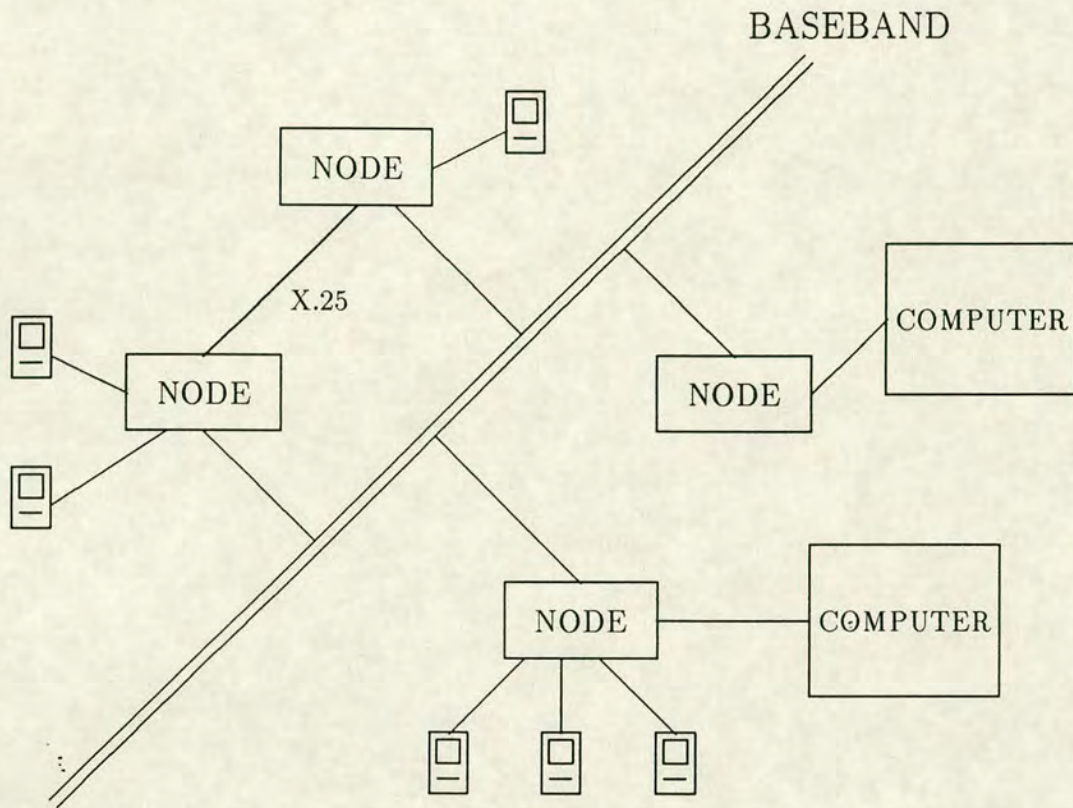 BASEBAND
NODE
X.25
COMPUTER
NODE
NODE
NODE
COMPUTER